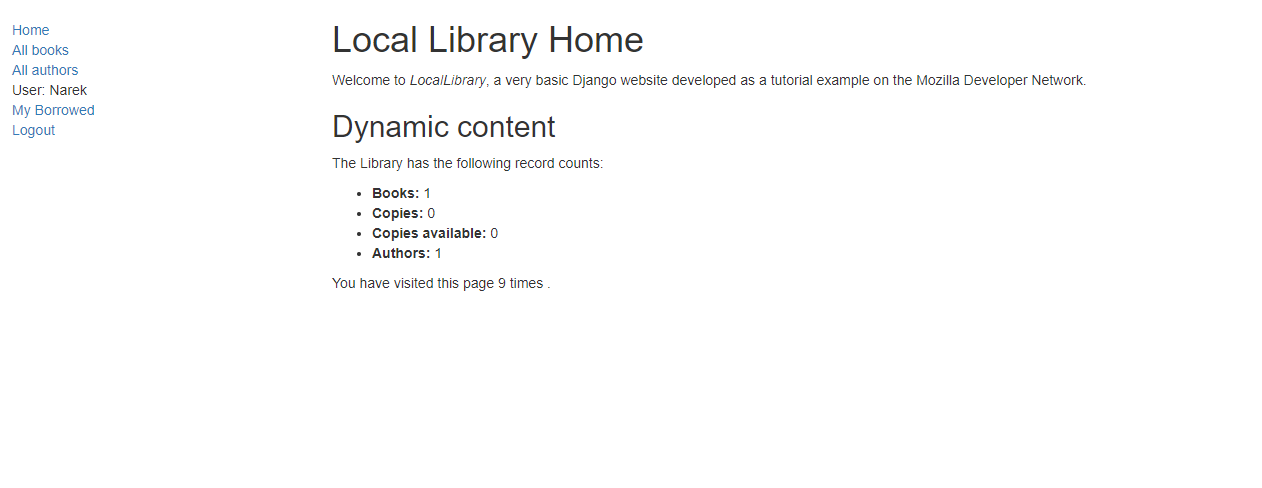 Home
All books
All authors
User: Narek
My Borrowed
Logout
Local Library Home
Welcome to LocalLibrary, a very basic Django website developed as a tutorial example on the Mozilla Developer Network.
Dynamic content
The Library has the following record counts:
• Books: 1
• Copies: 0
• Copies available: 0
• Authors: 1
You have visited this page 9 times .